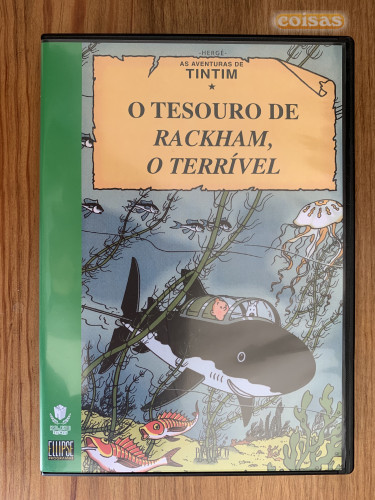 coisas
-HERGÉ-
AS AVENTURAS DE
TINTIM
O TESOURO DE
RACKHAM,
O TERRÍVEL
ELLIPSE